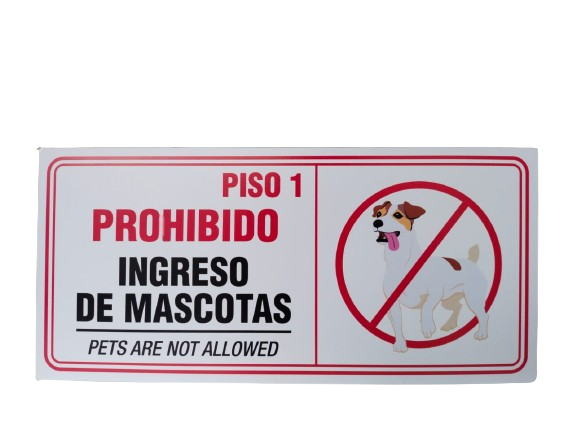 PISO 1
PROHIBIDO
INGRESO
DE MASCOTAS
PETS ARE NOT ALLOWED